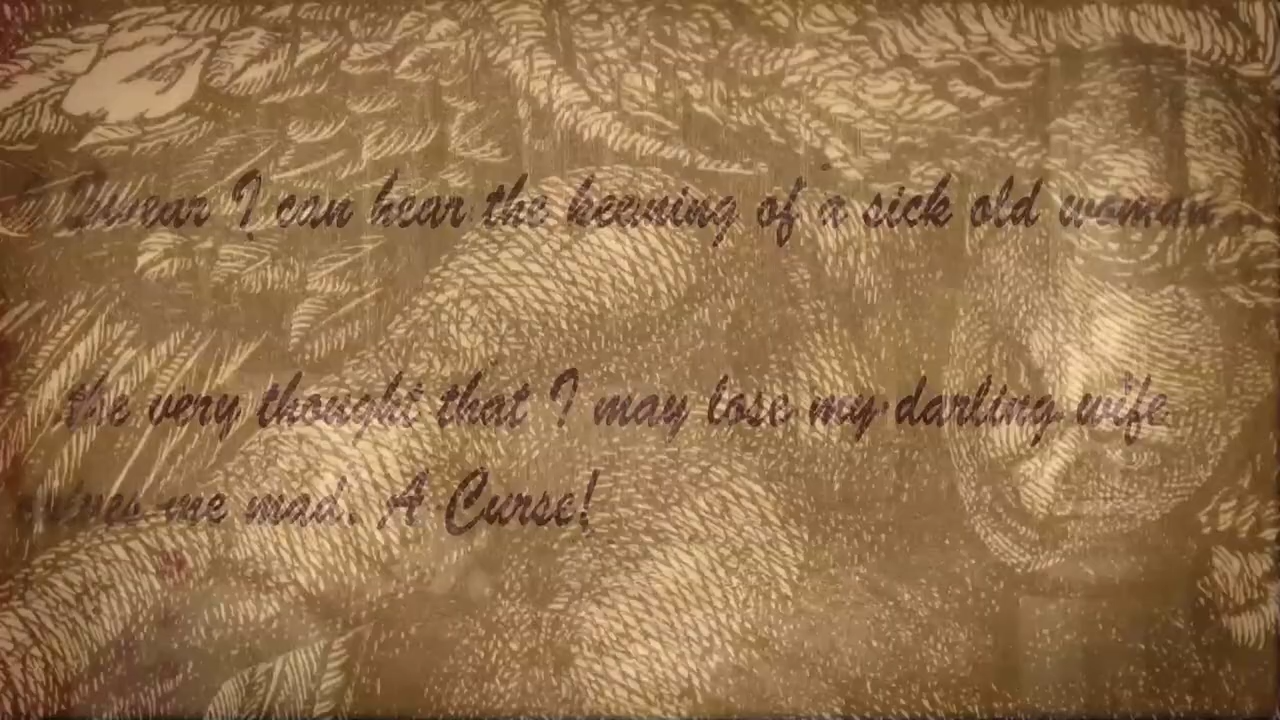 I can hear the keening of a sick old woman
the very thought that I may lose my darling wife
me mad. A Curse!